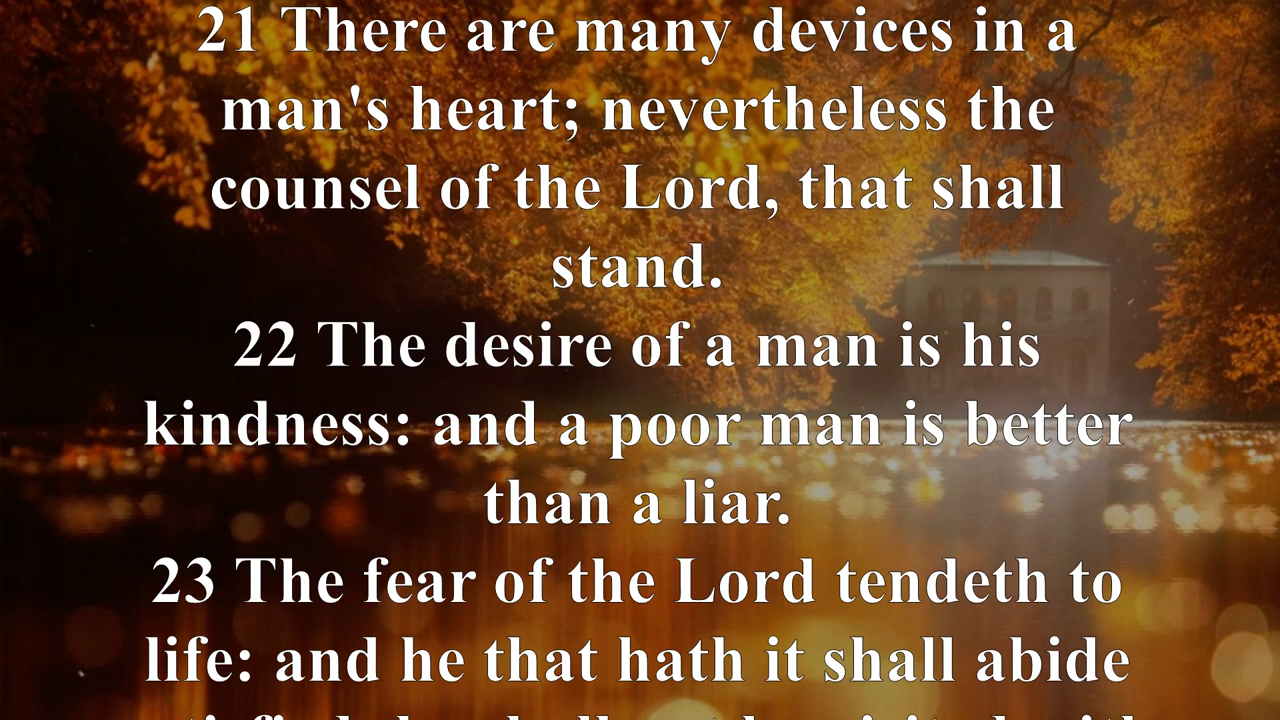 21 There are many devices in a
man's heart; nevertheless the
counsel of the Lord, that shall
stand.
22 The desire of a man is his
kindness: and a poor man is better
than a liar.
23 The fear of the Lord tendeth to
life: and he that hath it shall abide